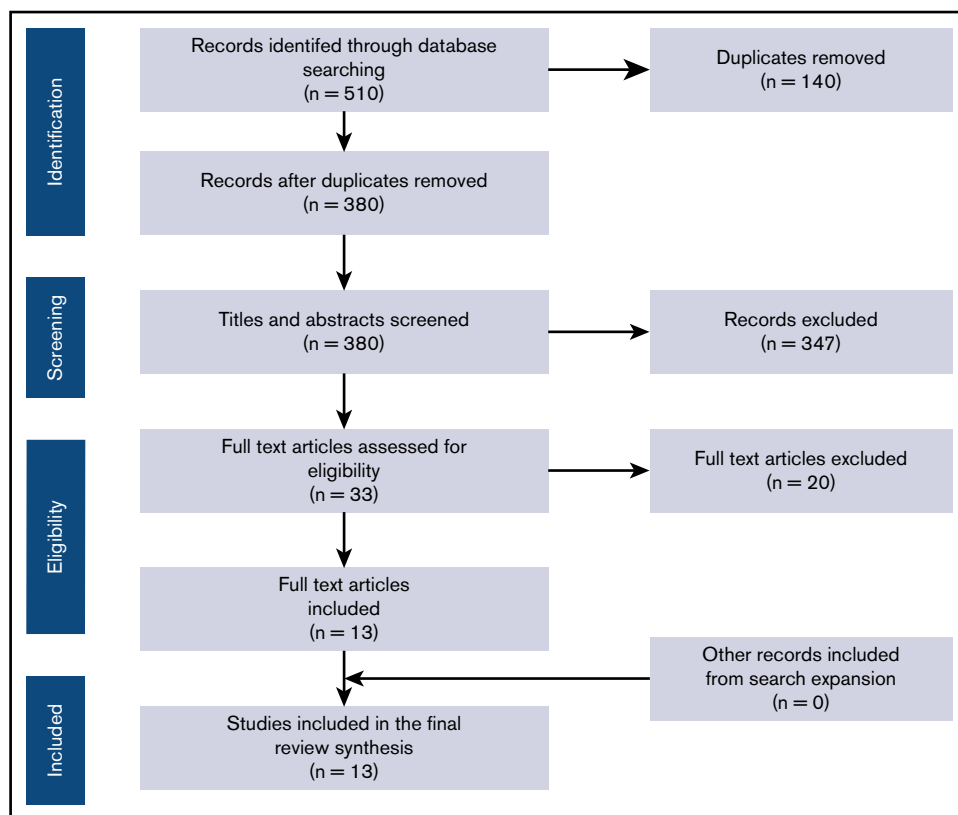 Identification
Records identifed through database
searching
(n = 510)
Duplicates removed
(n = 140)
Records after duplicates removed
(n = 380)
Screening
Titles and abstracts screened
(n = 380)
Records excluded
(n = 347)
Eligibility
Full text articles assessed for
eligibility
(n = 33)
Full text articles excluded
(n = 20)
Full text articles
included
(n = 13)
Other records included
from search expansion
(n = 0)
Included
Studies included in the final
review synthesis
(n = 13)